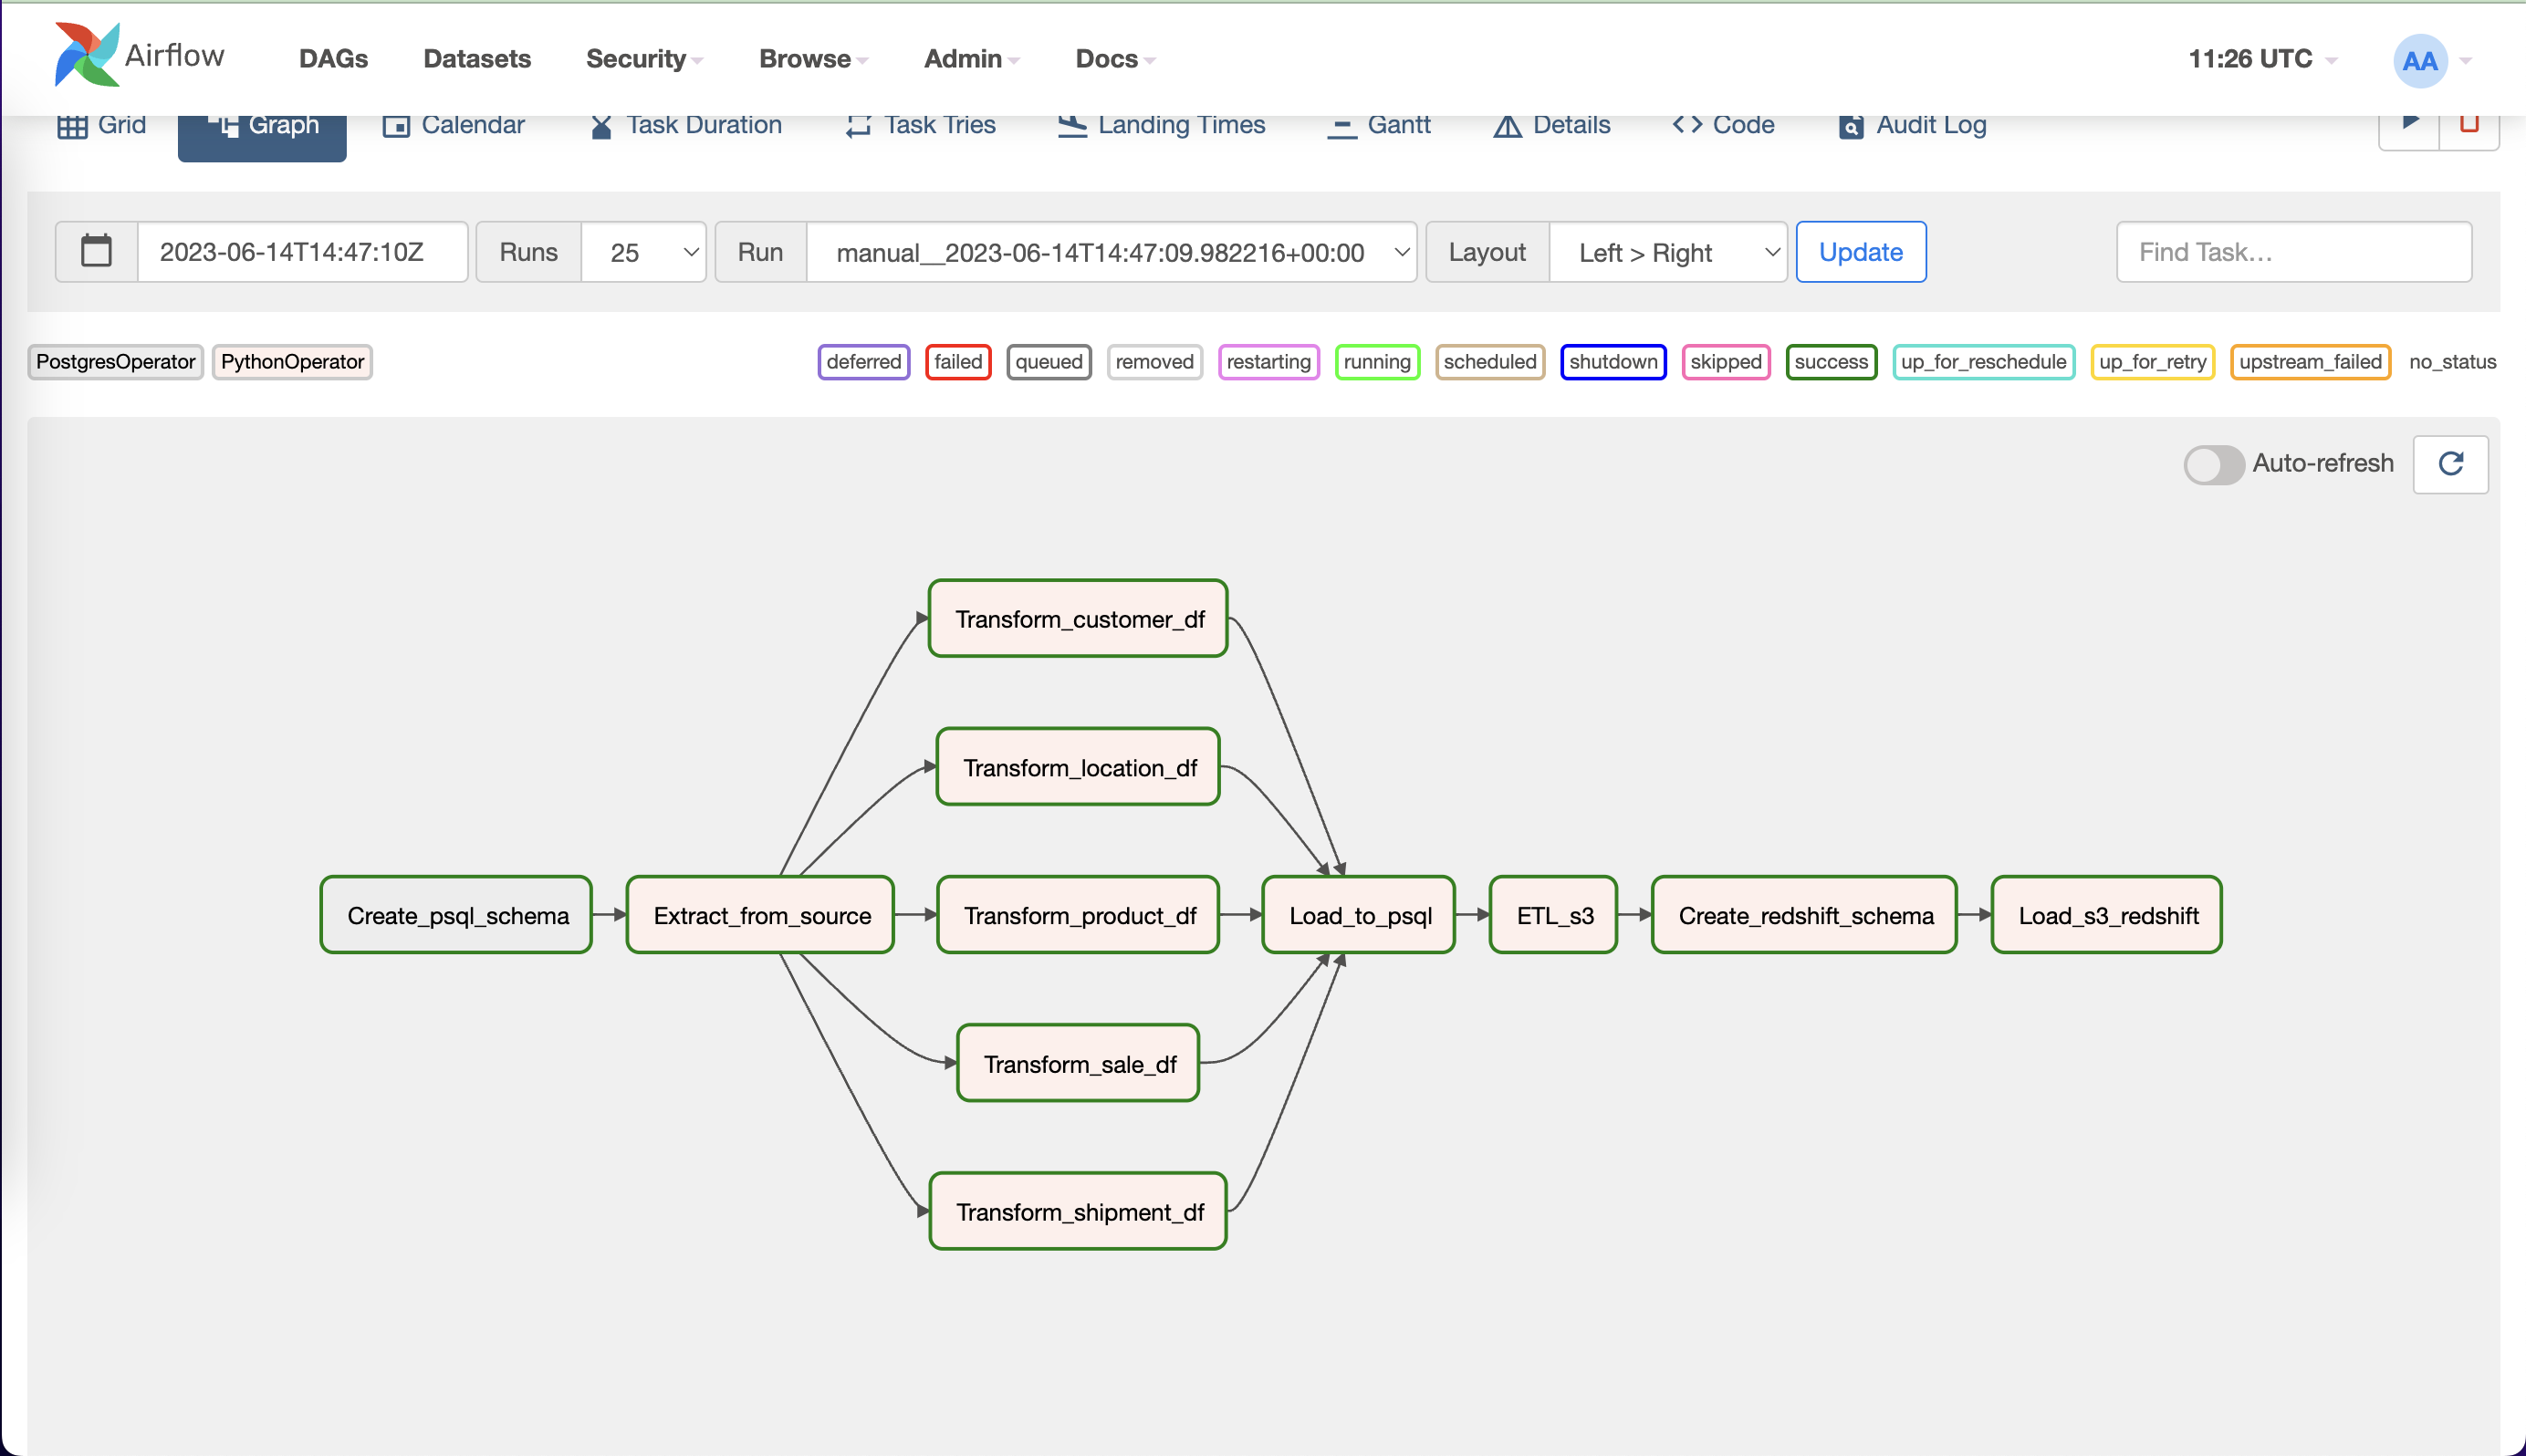 Airflow DAGs Datasets Security Browse Admin Docs 11:26 UTC AA
Grid Graph Calendar Task Duration Task Tries Landing Times Gantt Details Code Audit Log
2023-06-14T14:47:10Z Runs 25 Run manual__2023-06-14T14:47:09.982216+00:00 Layout Left > Right Update Find Task...
PostgresOperator PythonOperator deferred failed queued removed restarting running scheduled shutdown skipped success up_for_reschedule up_for_retry upstream_failed no_status
Auto-refresh
Transform_customer_df
Transform_location_df
Create_psql_schema Extract_from_source Transform_product_df Load_to_psql ETL_s3 Create_redshift_schema Load_s3_redshift
Transform_sale_df
Transform_shipment_df